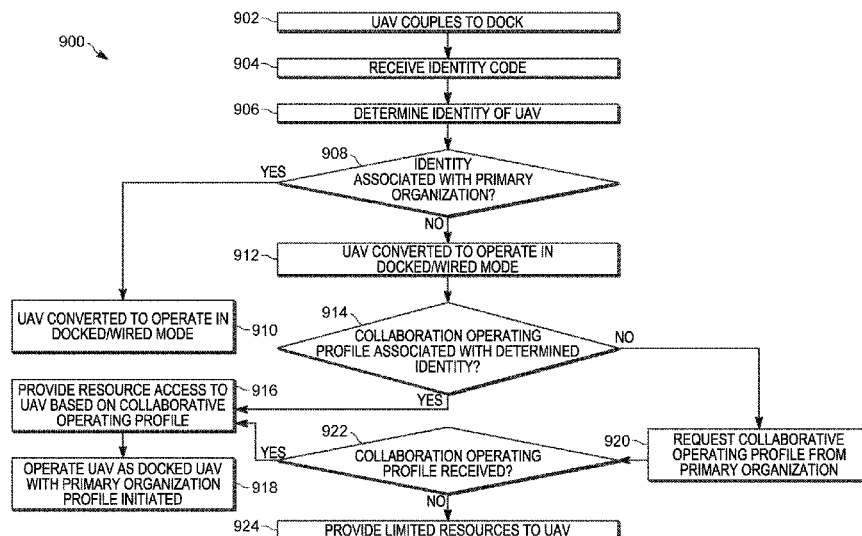 900
902
UAV COUPLES TO DOCK
904
RECEIVE IDENTITY CODE
906
DETERMINE IDENTITY OF UAV
908
YES
IDENTITY
ASSOCIATED WITH PRIMARY
ORGANIZATION?
NO
912
UAV CONVERTED TO OPERATE IN
DOCKED/WIRED MODE
UAV CONVERTED TO OPERATE IN
DOCKED/WIRED MODE
910
914
COLLABORATION OPERATING
PROFILE ASSOCIATED WITH DETERMINED
IDENTITY?
NO
YES
PROVIDE RESOURCE ACCESS TO
UAV BASED ON COLLABORATIVE
OPERATING PROFILE
916
920
REQUEST COLLABORATIVE
OPERATING PROFILE FROM
PRIMARY ORGANIZATION
922
YES
COLLABORATION OPERATING
PROFILE RECEIVED?
NO
OPERATE UAV AS DOCKED UAV
WITH PRIMARY ORGANIZATION
PROFILE INITIATED
918
924
PROVIDE LIMITED RESOURCES TO UAV